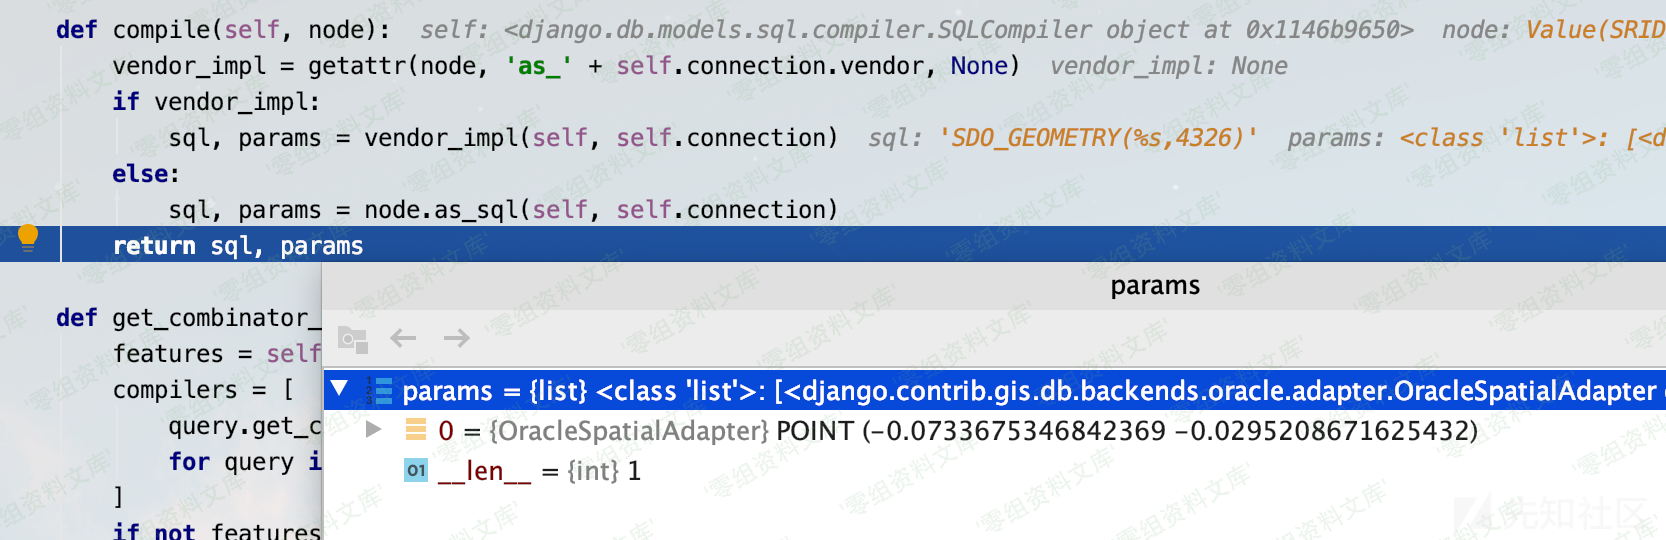 def compile(self, node): self: <django.db.models.sql.compiler.SQLCompiler object at 0x1146b9650> node: Value(SRID
vendor_impl = getattr(node, 'as_' + self.connection.vendor, None) vendor_impl: None
if vendor_impl:
sql, params = vendor_impl(self, self.connection) sql: 'SDO_GEOMETRY(%s,4326)' params: <class 'list'>: [<d
else:
sql, params = node.as_sql(self, self.connection)
return sql, params
params
def get_combinator_
features = self
compilers = [
params = {list} <class 'list'>: [<django.contrib.gis.db.backends.oracle.adapter.OracleSpatialAdapter
query.get_c
0 = {OracleSpatialAdapter} POINT (-0.0733675346842369 -0.0295208671625432)
for query i
01 __len__ = {int} 1
]
if not features
零组资料文库
先知社区